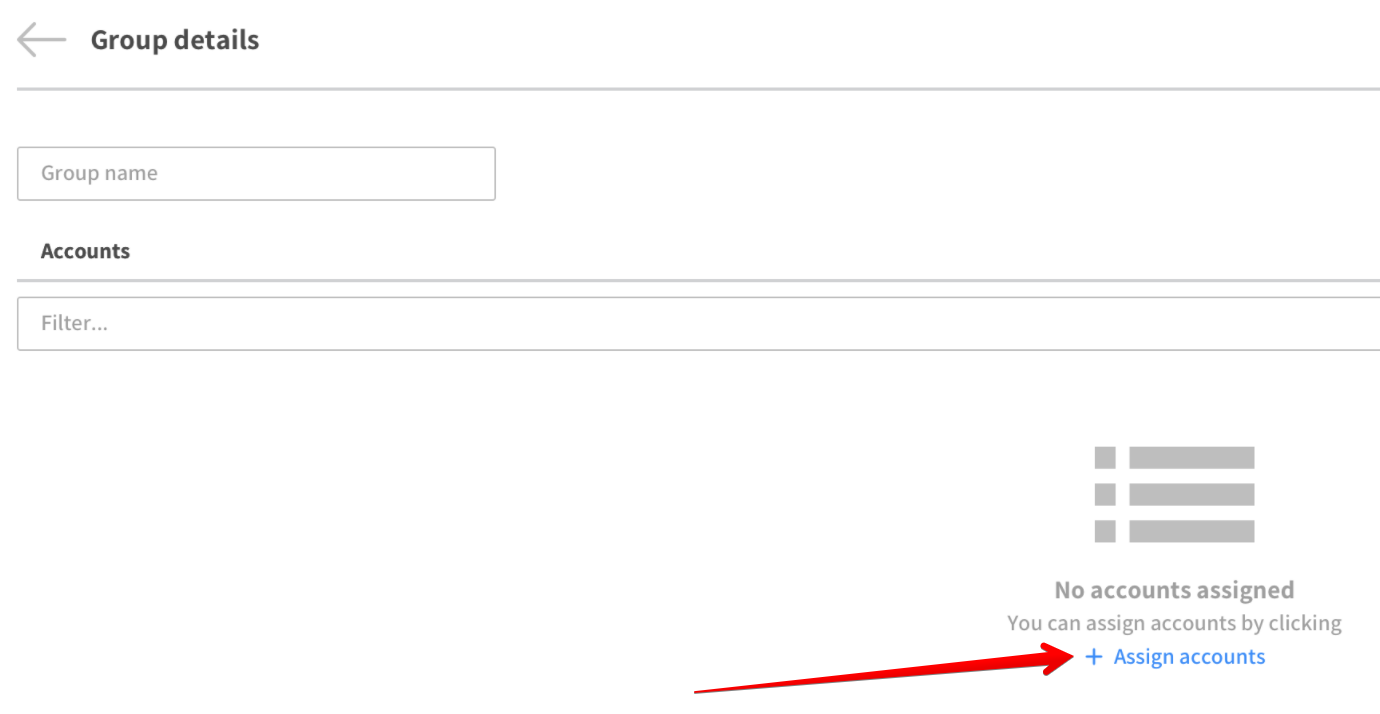 Group details
Group name
Accounts
Filter...
No accounts assigned
You can assign accounts by clicking
+ Assign accounts